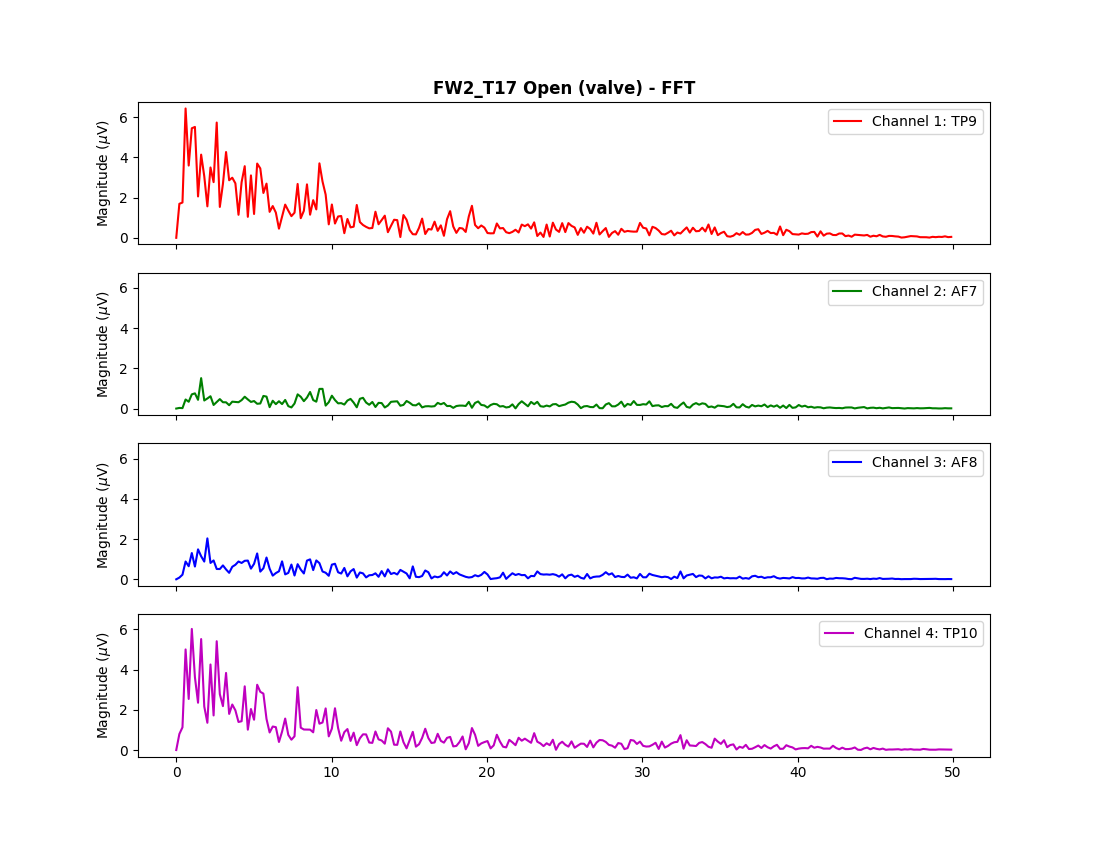 FW2_T17 Open (valve) - FFT
Magnitude (μV)
6
4
2
0
Channel 1: TP9
Magnitude (μV)
6
4
2
0
Channel 2: AF7
Magnitude (μV)
6
4
2
0
Channel 3: AF8
Magnitude (μV)
6
4
2
0
Channel 4: TP10
0 10 20 30 40 50